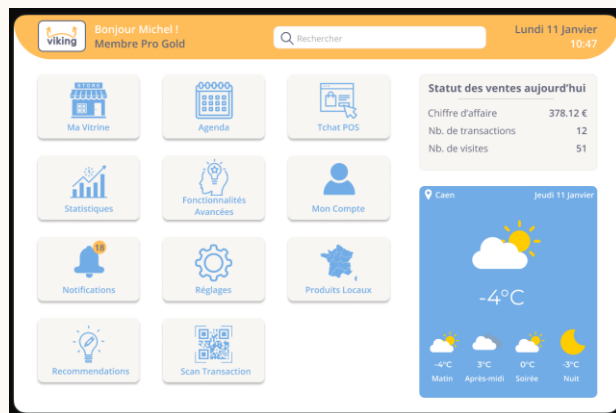 viking
Bonjour Michel !
Membre Pro Gold
Rechercher
Lundi 11 Janvier
10:47
STORE
Ma Vitrine
Agenda
Tchat POS
Statistiques
Fonctionnalités
Avancées
Mon Compte
18
Notifications
Réglages
Produits Locaux
Recommendations
Scan Transaction
Statut des ventes aujourd'hui
Chiffre d'affaire 378.12 €
Nb. de transactions 12
Nb. de visites 51
Caen Jeudi 11 Janvier
-4°C
-4°C 3°C 0°C -3°C
Matin Après-midi Soirée Nuit